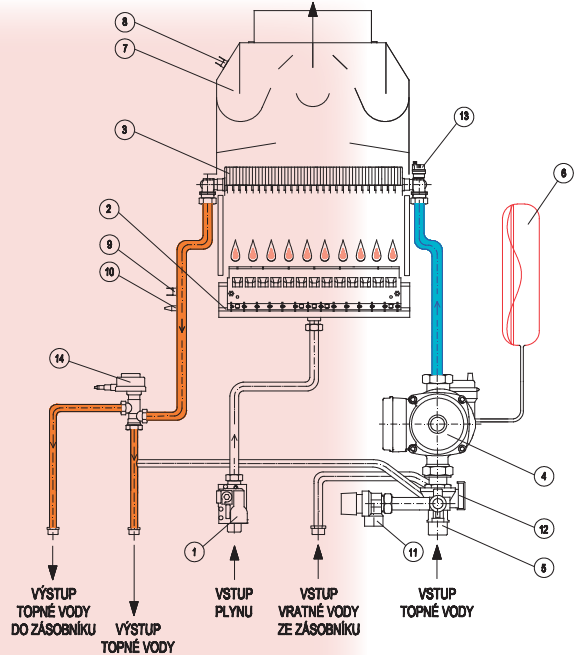 8
7
3
13
6
2
9
10
14
4
1
11
12
5
VÝSTUP
TOPNÉ VODY
DO ZÁSOBNÍKU
VÝSTUP
TOPNÉ VODY
VSTUP
PLYNU
VSTUP
VRATNÉ VODY
ZE ZÁSOBNÍKU
VSTUP
TOPNÉ VODY